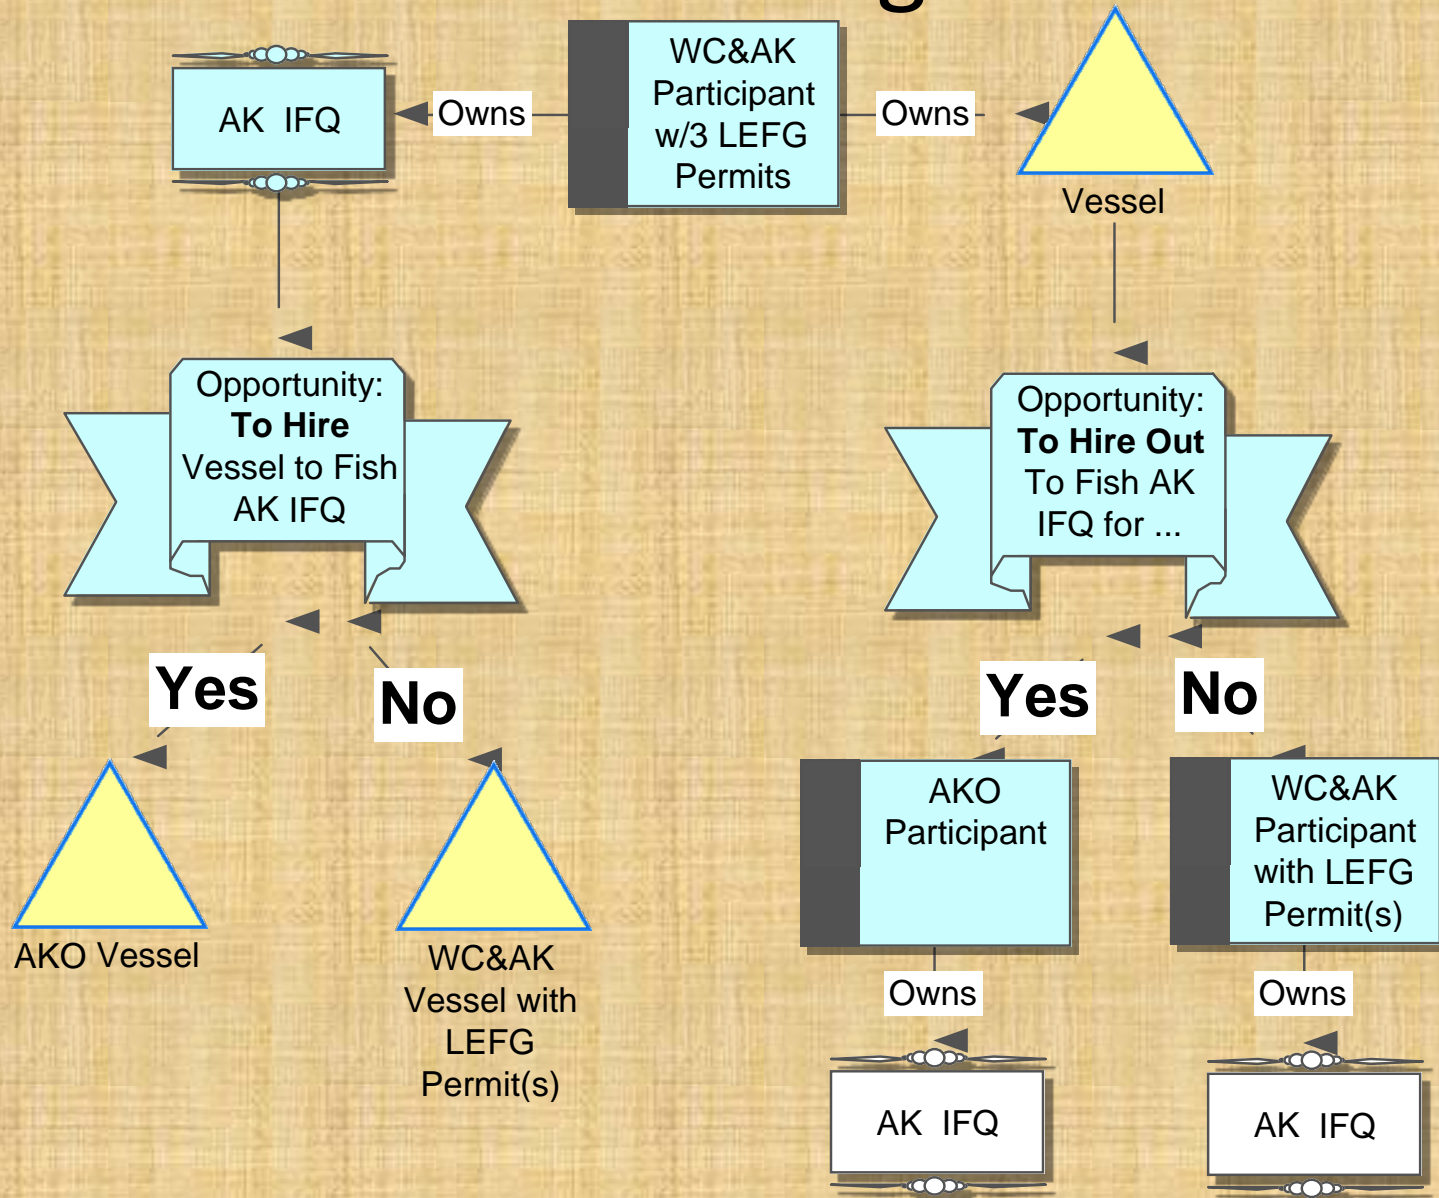 AK IFQ
Owns
WC&AK
Participant
w/3 LEFG
Permits
Owns
Vessel
Opportunity:
To Hire
Vessel to Fish
AK IFQ
Opportunity:
To Hire Out
To Fish AK
IFQ for ...
Yes
No
Yes
No
AKO Vessel
WC&AK
Vessel with
LEFG
Permit(s)
AKO
Participant
WC&AK
Participant
with LEFG
Permit(s)
Owns
Owns
AK IFQ
AK IFQ